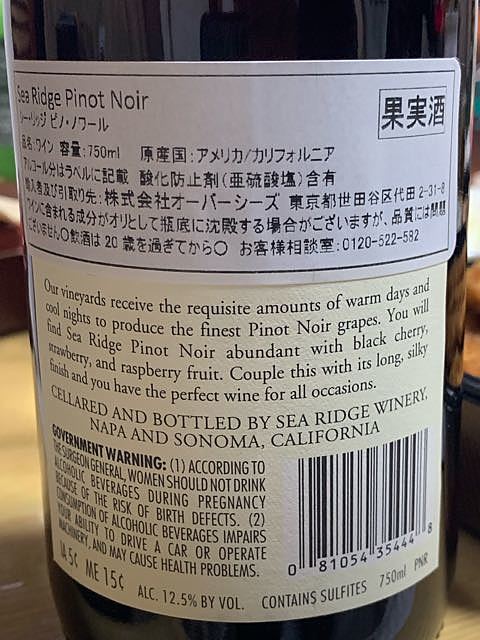 Sea Ridge Pinot Noir
シー・リッジ ピノ・ノワール
果実酒
品名:ワイン 容量:750ml 原産国:アメリカ/カリフォルニア
アルコール分はラベルに記載 酸化防止剤(亜硫酸塩)含有
輸入者及び引取り先:株式会社オーバーシーズ 東京都世田谷区代田2-31-8
ワインに含まれる成分がオリとして瓶底に沈殿する場合がございますが、品質には問題
ございません○飲酒は20歳を過ぎてから○ お客様相談室:0120-522-582
Our vineyards receive the requisite amounts of warm days and
cool nights to produce the finest Pinot Noir grapes. You will
find Sea Ridge Pinot Noir abundant with black cherry,
strawberry, and raspberry fruit. Couple this with its long, silky
finish and you have the perfect wine for all occasions.
CELLARED AND BOTTLED BY SEA RIDGE WINERY,
NAPA AND SONOMA, CALIFORNIA
GOVERNMENT WARNING: (1) ACCORDING TO
THE SURGEON GENERAL, WOMEN SHOULD NOT DRINK
ALCOHOLIC BEVERAGES DURING PREGNANCY
BECAUSE OF THE RISK OF BIRTH DEFECTS. (2)
CONSUMPTION OF ALCOHOLIC BEVERAGES IMPAIRS
YOUR ABILITY TO DRIVE A CAR OR OPERATE
MACHINERY, AND MAY CAUSE HEALTH PROBLEMS.
IA 5¢ ME 15¢
ALC. 12.5% BY VOL. CONTAINS SULFITES 750ml PNR
0 81054 35444 8